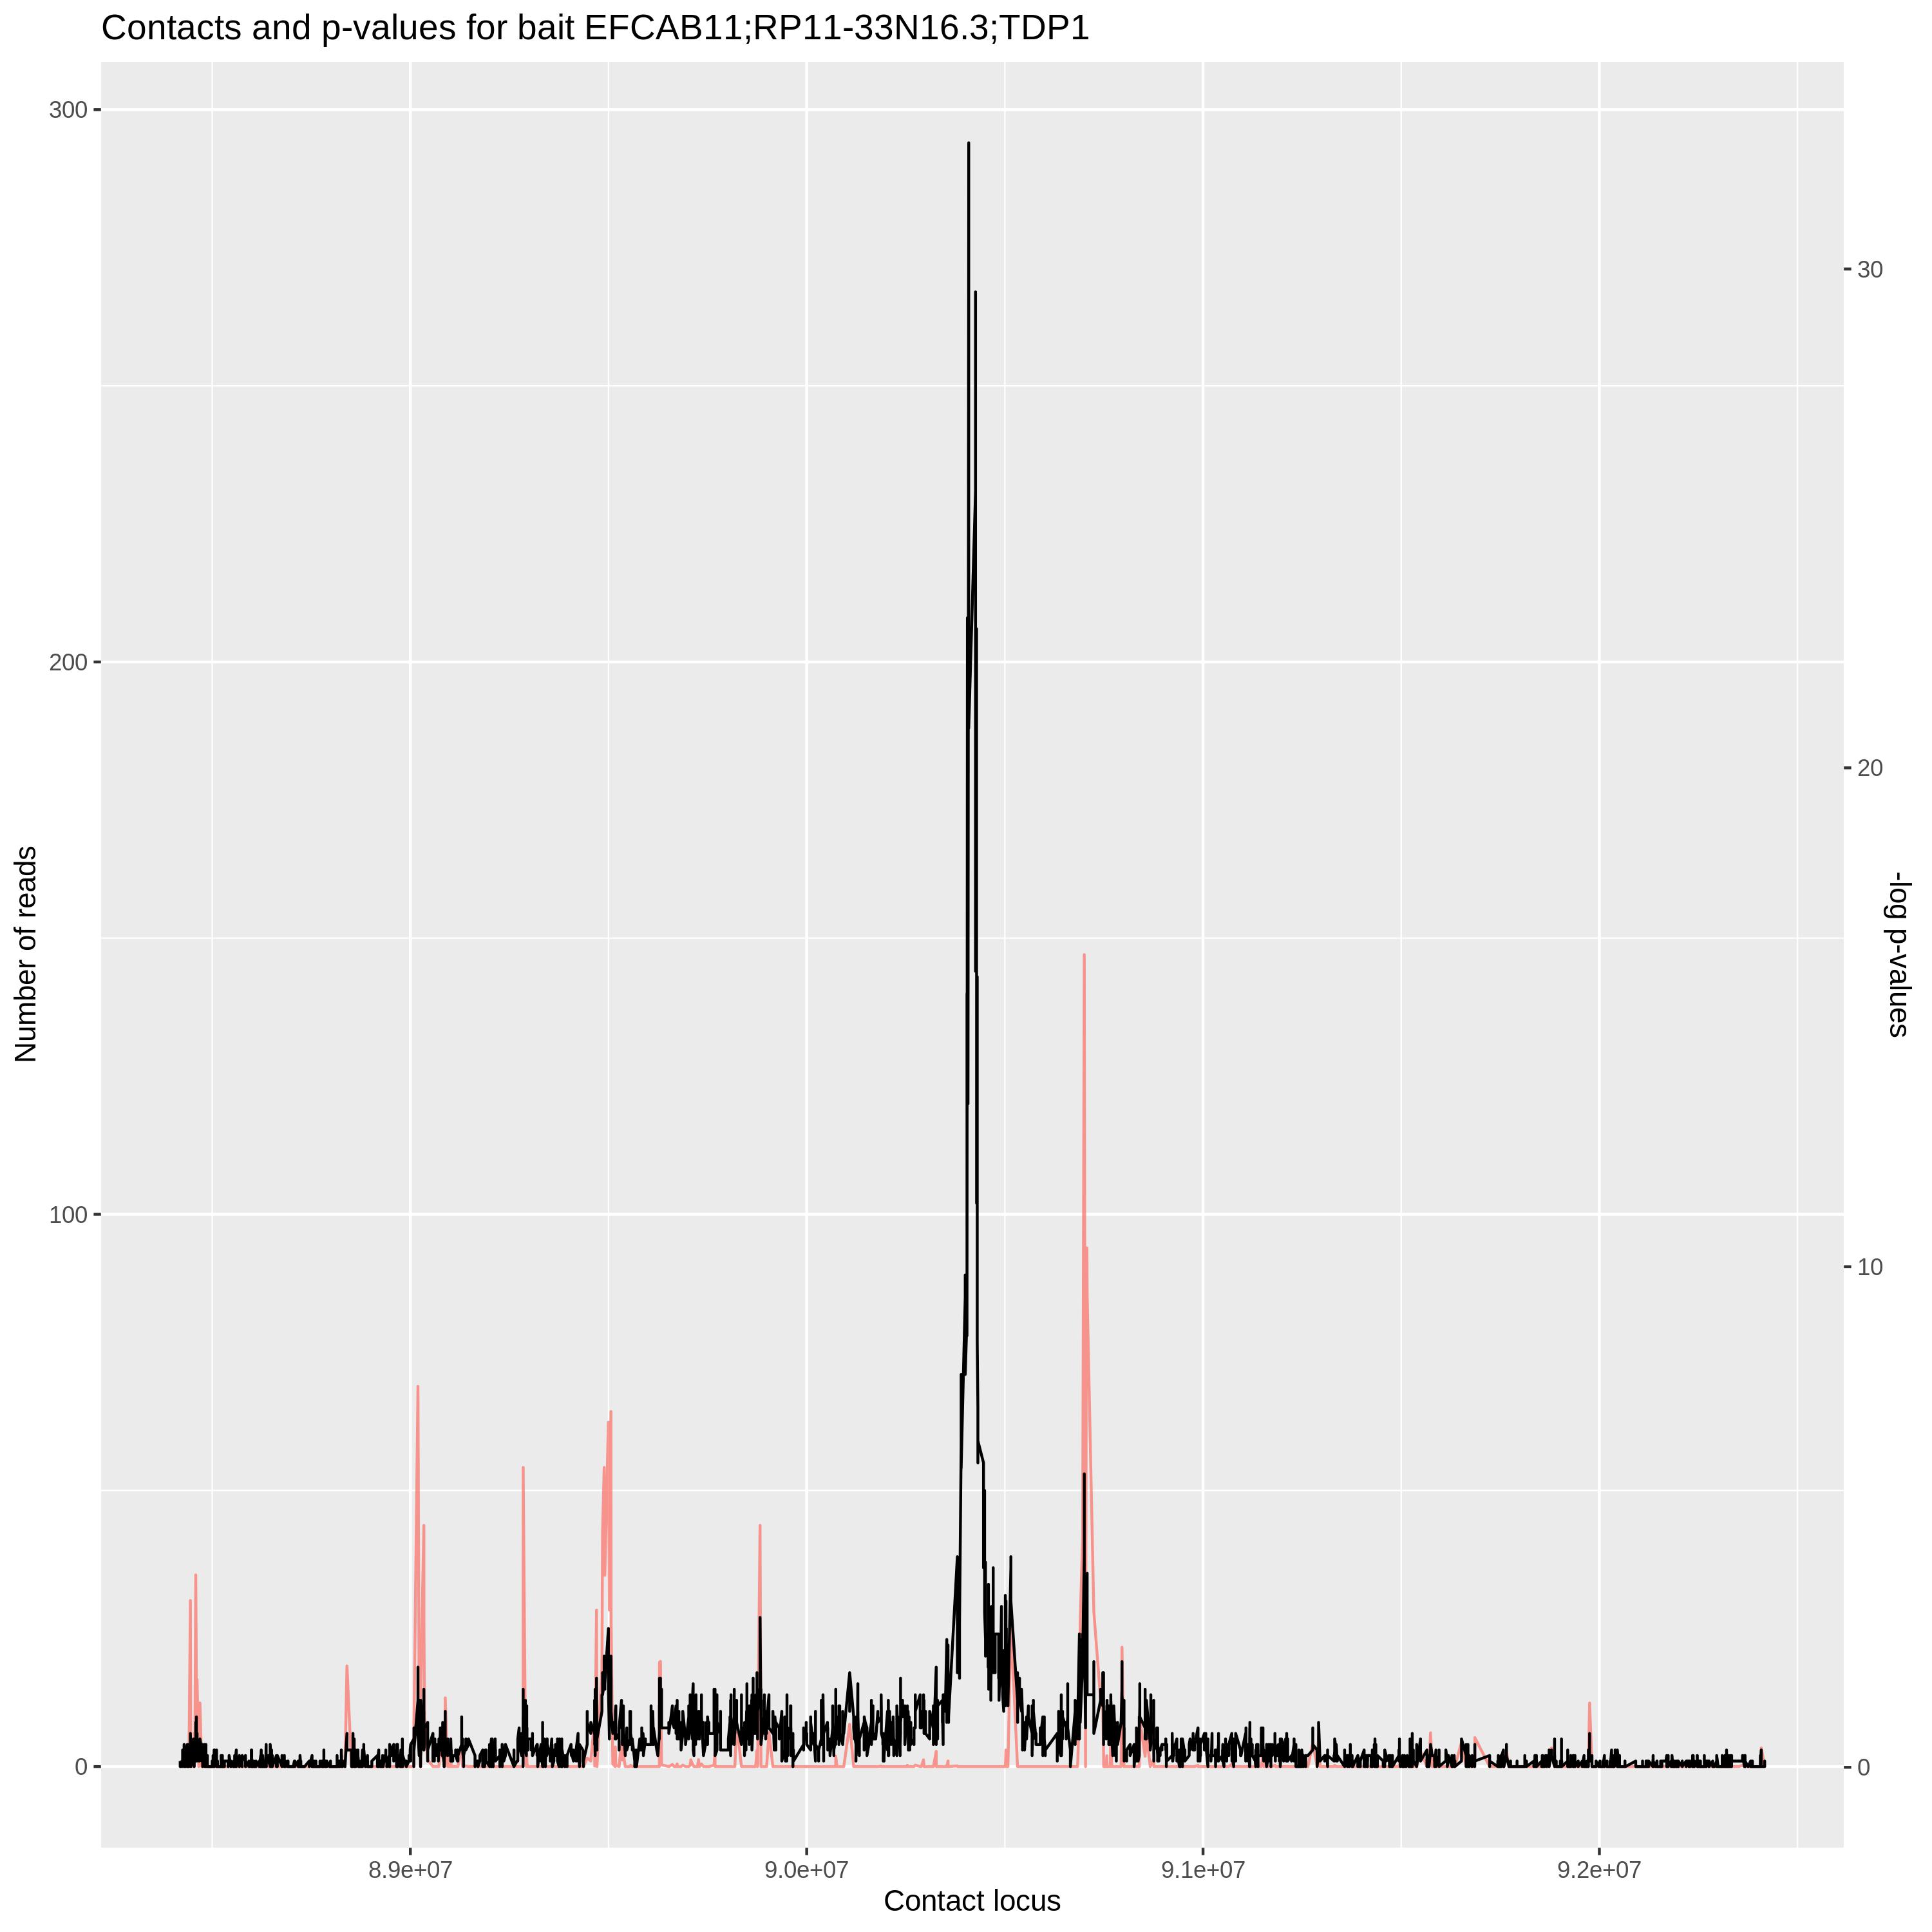 Contacts and p-values for bait EFCAB11;RP11-33N16.3;TDP1
300
200
100
0
Number of reads
30
20
10
0
-log p-values
8.9e+07
9.0e+07
9.1e+07
9.2e+07
Contact locus